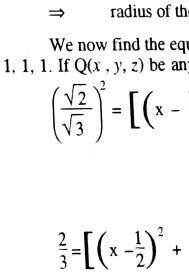 ⇒ radius of th
We now find the equ
1, 1, 1. If Q(x , y, z) be any
(√2/√3)² = [(x -
2/3 = [(x - 1/2)² +